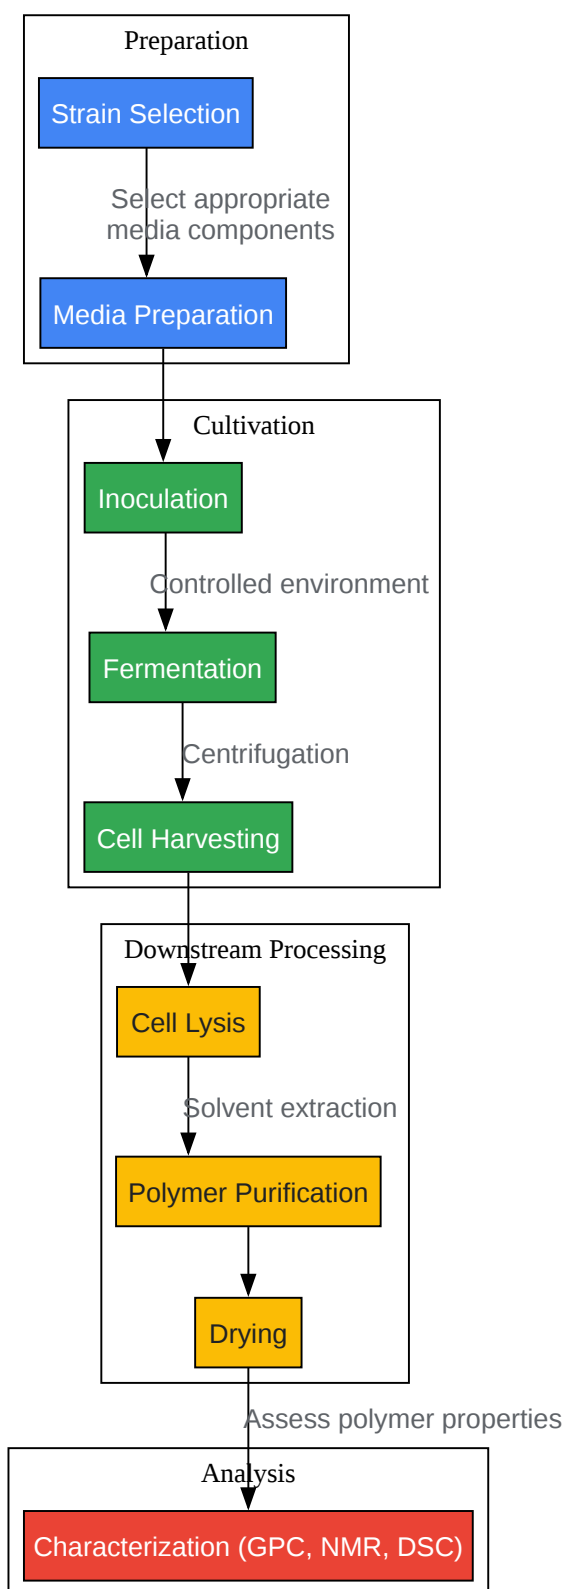 Preparation
Strain Selection
Select appropriate
media components
Media Preparation
Cultivation
Inoculation
Controlled environment
Fermentation
Centrifugation
Cell Harvesting
Downstream Processing
Cell Lysis
Solvent extraction
Polymer Purification
Drying
Assess polymer properties
Analysis
Characterization (GPC, NMR, DSC)